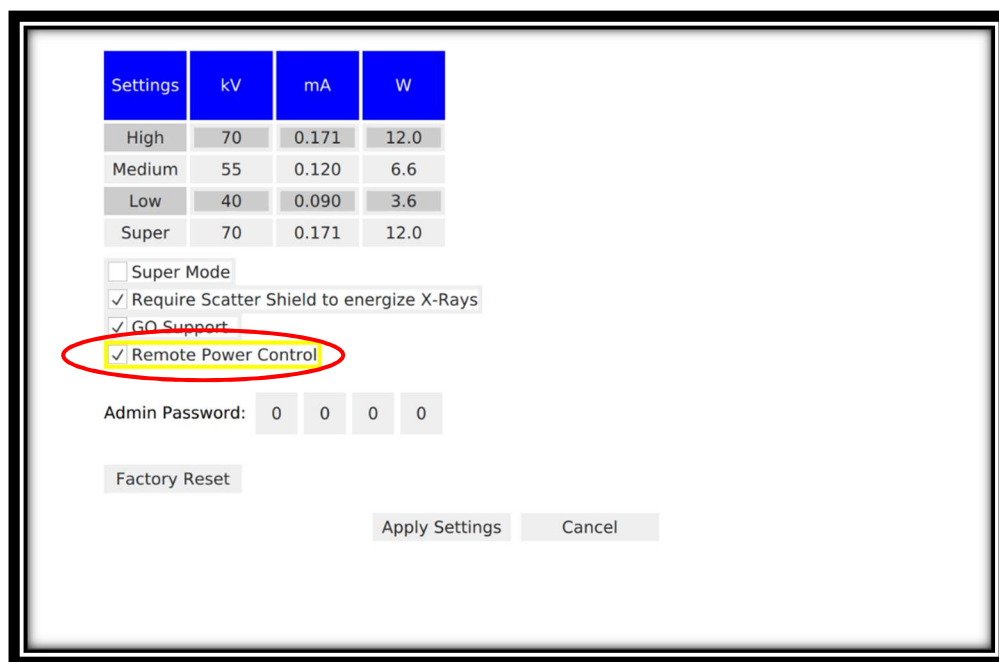 Settings kV mA W
High 70 0.171 12.0
Medium 55 0.120 6.6
Low 40 0.090 3.6
Super 70 0.171 12.0
Super Mode
Require Scatter Shield to energize X-Rays
GO Support
Remote Power Control
Admin Password: 0 0 0 0
Factory Reset
Apply Settings Cancel